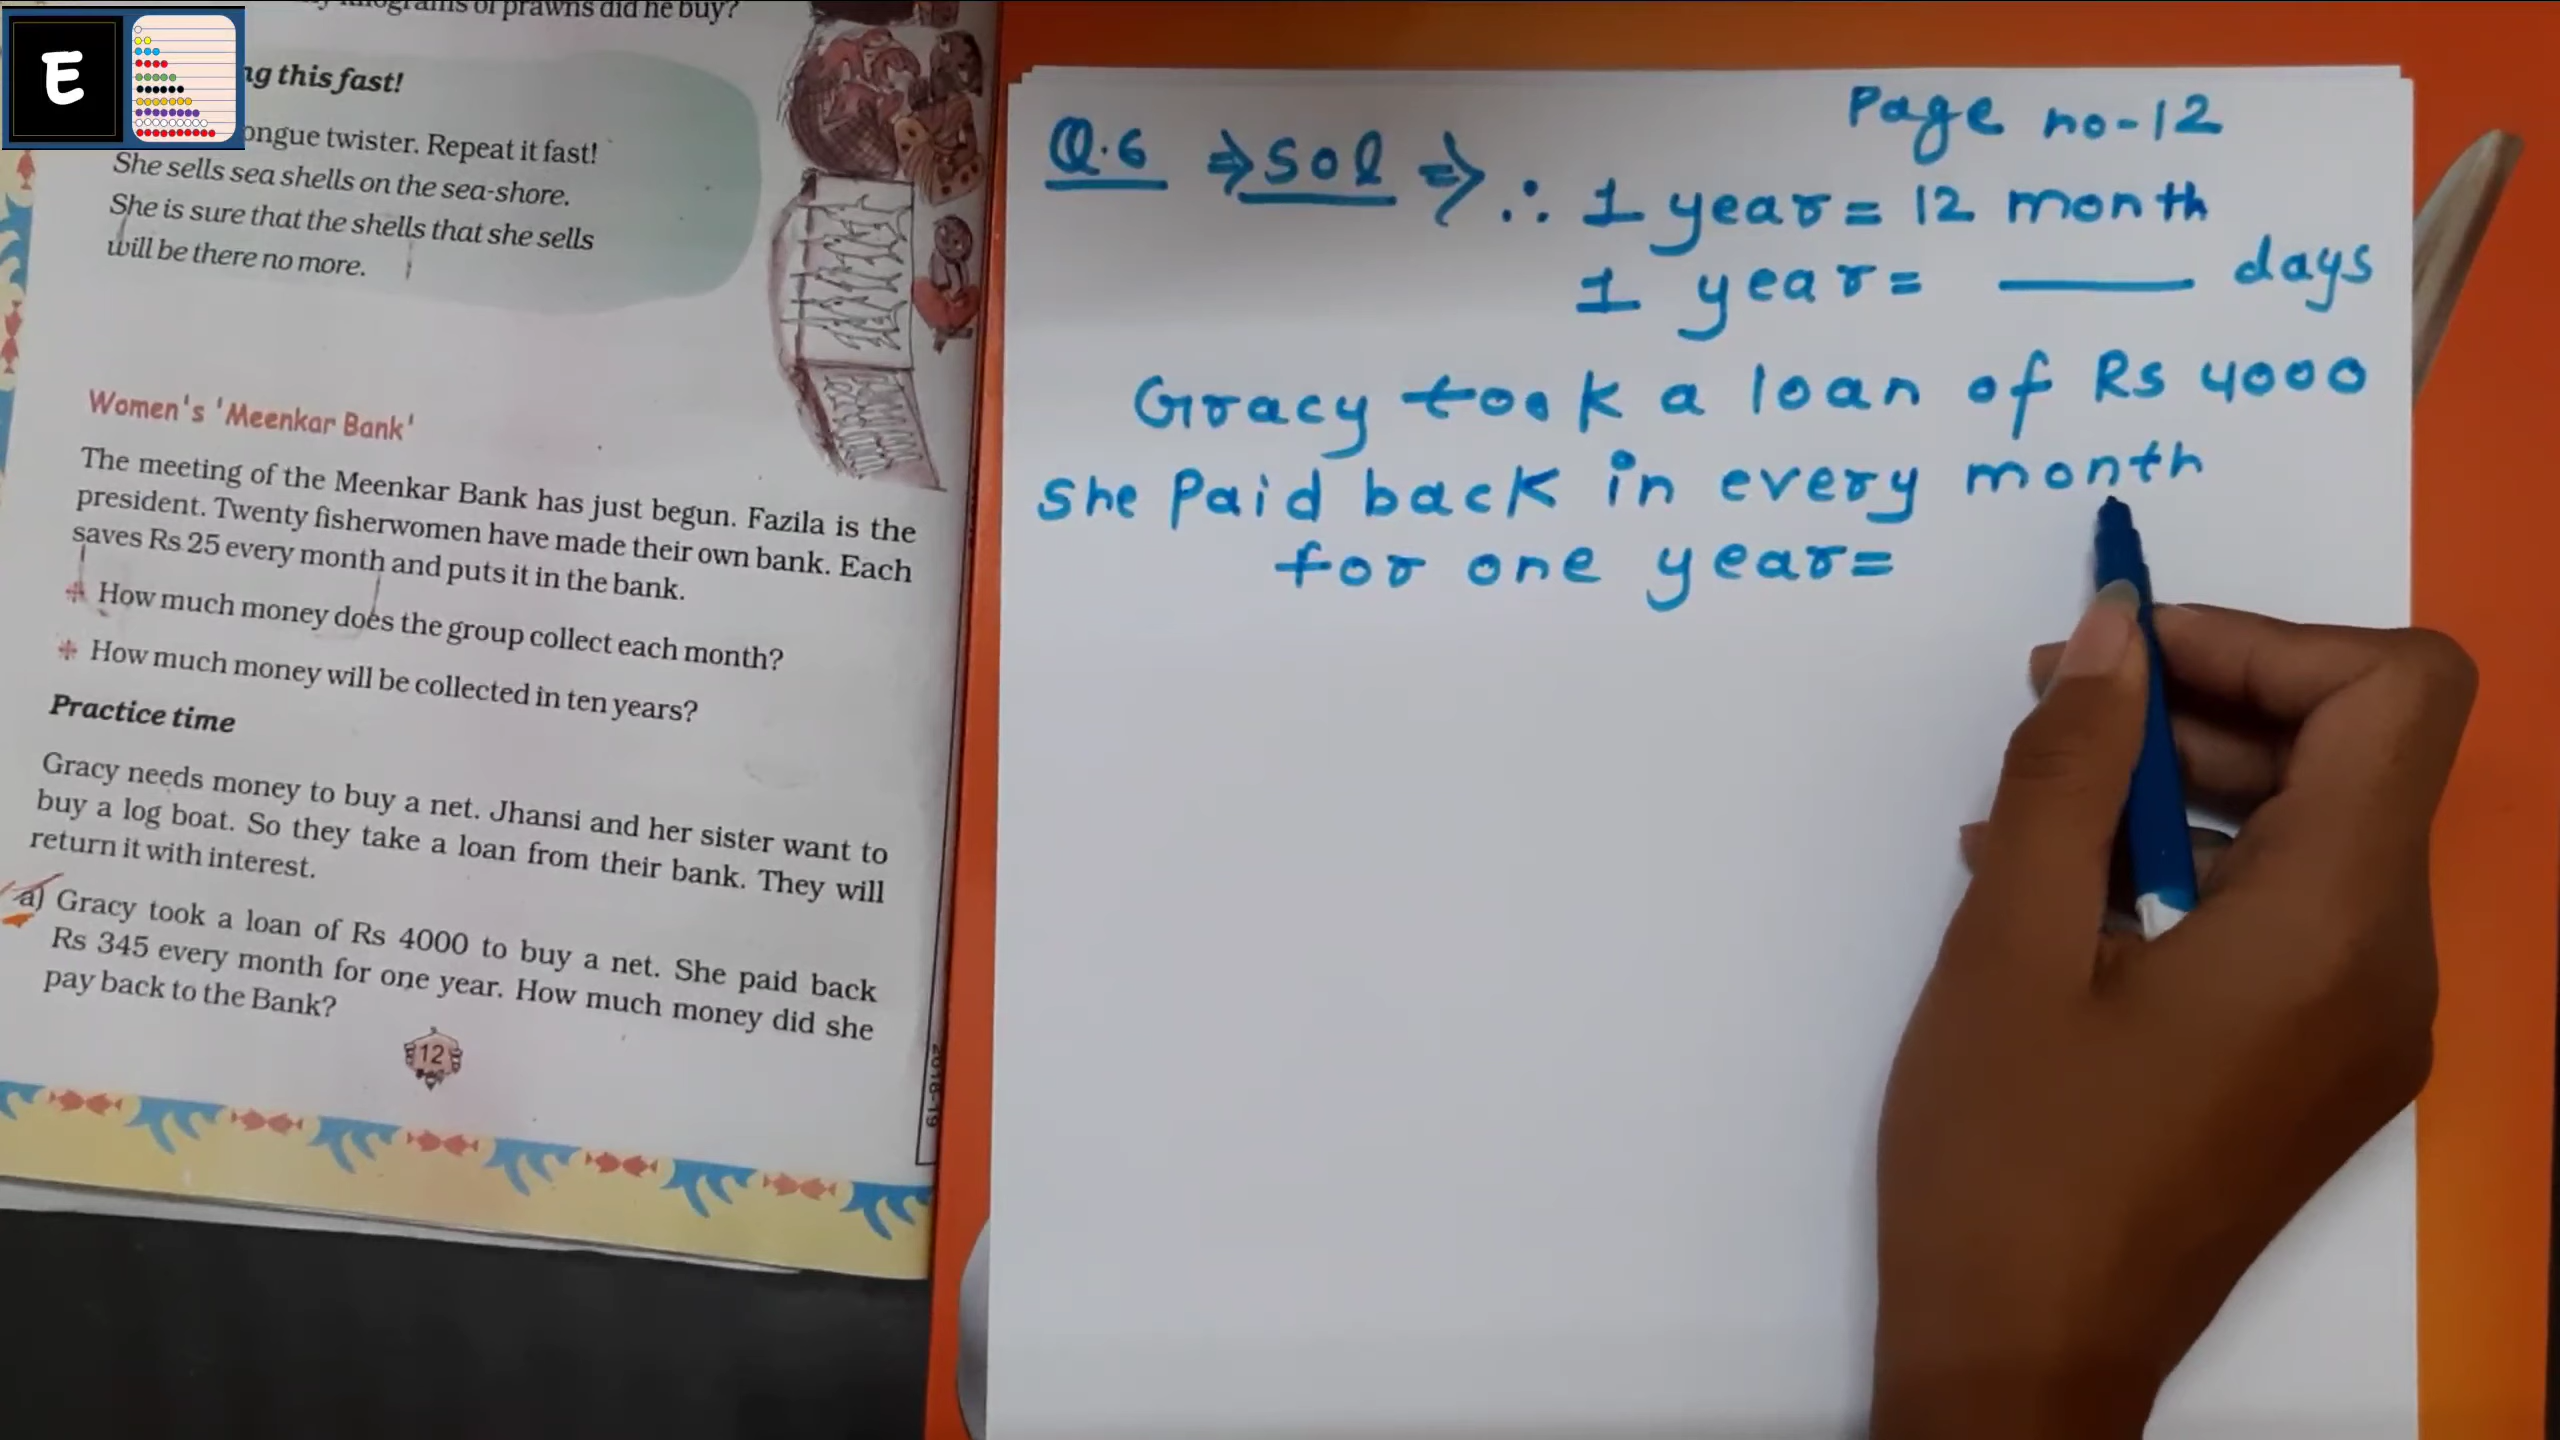 of prawns did he buy?
E
this fast!
tongue twister. Repeat it fast!
She sells sea shells on the sea-shore.
She is sure that the shells that she sells
will be there no more.
Women's 'Meenkar Bank'
The meeting of the Meenkar Bank has just begun. Fazila is the
president. Twenty fisherwomen have made their own bank. Each
saves Rs 25 every month and puts it in the bank.
How much money does the group collect each month?
How much money will be collected in ten years?
Practice time
Gracy needs money to buy a net. Jhansi and her sister want to
buy a log boat. So they take a loan from their bank. They will
return it with interest.
a) Gracy took a loan of Rs 4000 to buy a net. She paid back
Rs 345 every month for one year. How much money did she
pay back to the Bank?
12
2018-19
Page no-12
Q.6 ⇒ Sol ⇒ ∴ 1 year = 12 month
1 year = ____ days
Gracy took a loan of Rs 4000
She Paid back in every month
for one year=